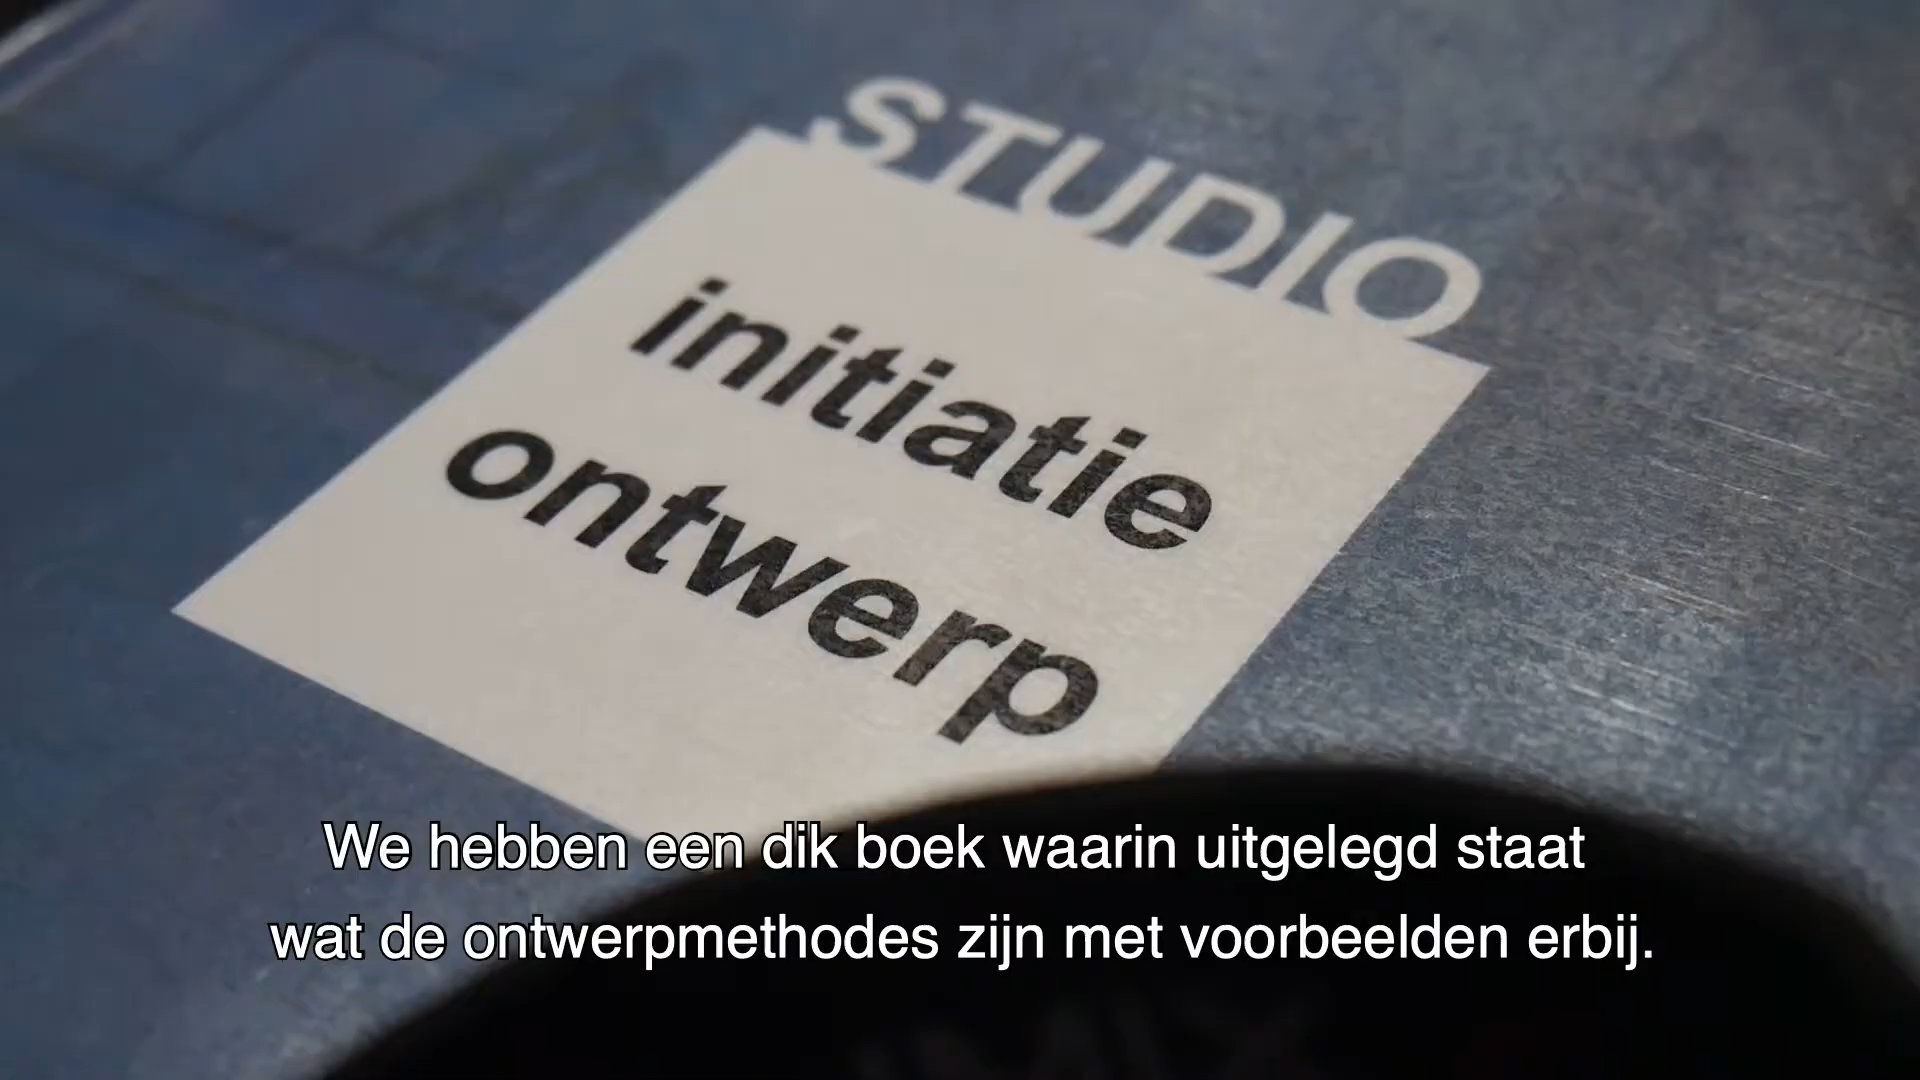 STUDIO
initiatie
ontwerp
We hebben een dik boek waarin uitgelegd staat
wat de ontwerpmethodes zijn met voorbeelden erbij.